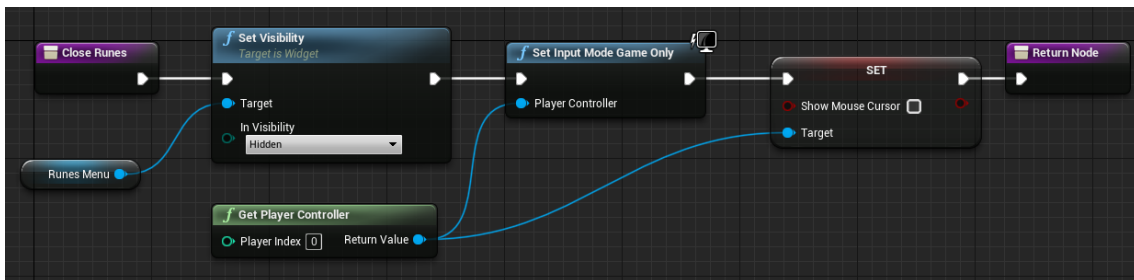 Close Runes
Set Visibility
Target is Widget
Target
In Visibility
Hidden
Runes Menu
Get Player Controller
Player Index 0 Return Value
Set Input Mode Game Only
Player Controller
SET
Show Mouse Cursor
Target
Return Node